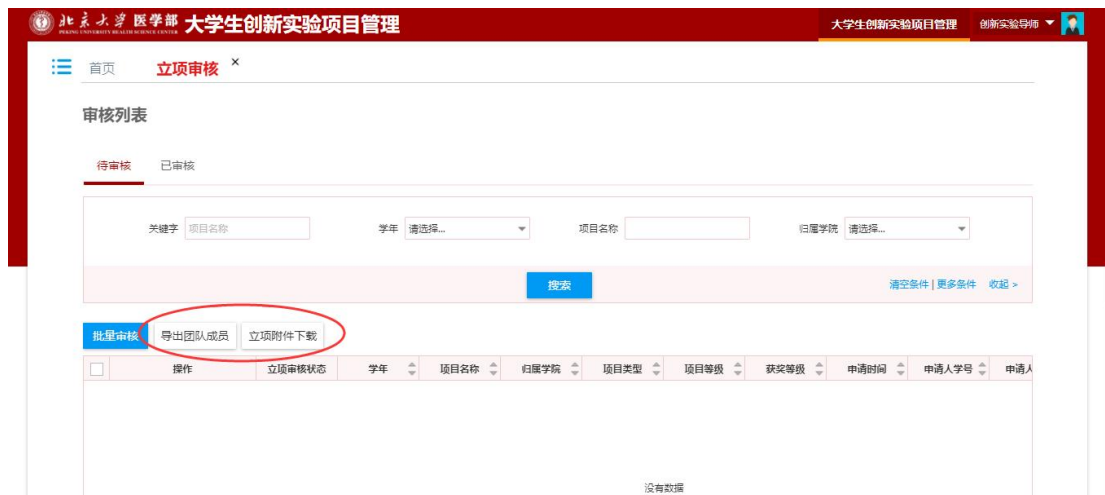 北京大学 医学部 大学生创新实验项目管理 大学生创新实验项目管理 创新实验导师
PEKING UNIVERSITY HEALTH SCIENCE CENTER
首页 立项审核 ×
审核列表
待审核 已审核
关键字 项目名称 学年 请选择... 项目名称 归属学院 请选择...
搜索 清空条件 | 更多条件 收起 >
批量审核 导出团队成员 立项附件下载
操作 立项审核状态 学年 项目名称 归属学院 项目类型 项目等级 获奖等级 申请时间 申请人学号 申请人
没有数据